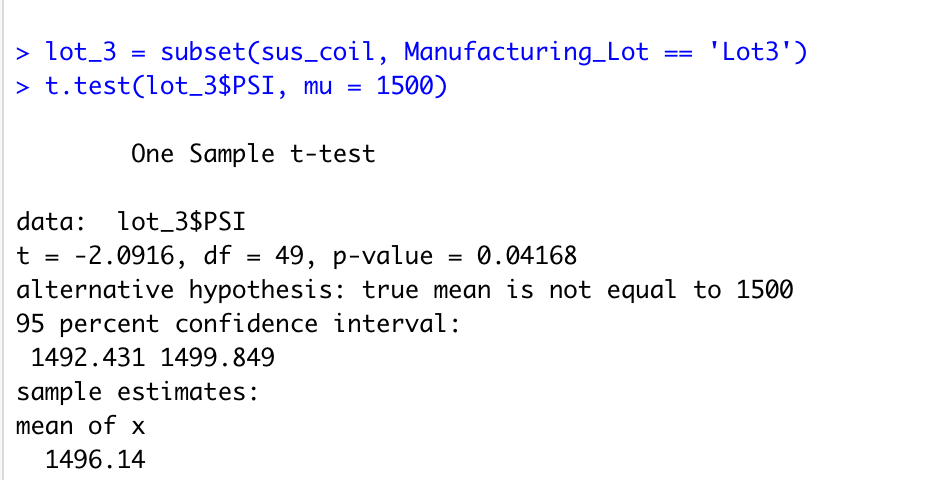 > lot_3 = subset(sus_coil, Manufacturing_Lot == 'Lot3')
> t.test(lot_3$PSI, mu = 1500)
One Sample t-test
data:  lot_3$PSI
t = -2.0916, df = 49, p-value = 0.04168
alternative hypothesis: true mean is not equal to 1500
95 percent confidence interval:
1492.431 1499.849
sample estimates:
mean of x
1496.14